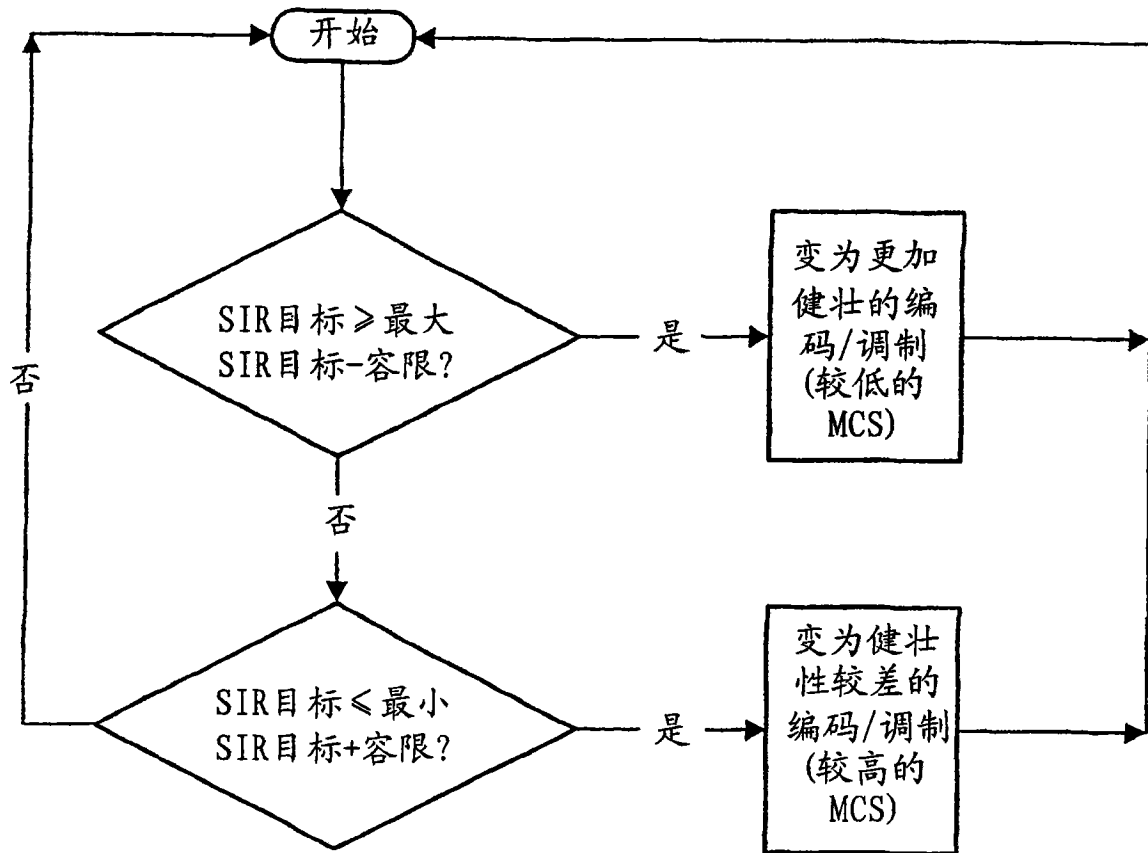 开始
SIR目标≥最大
SIR目标-容限?
是
变为更加
健壮的编
码/调制
(较低的
MCS)
否
否
SIR目标≤最小
SIR目标+容限?
是
变为健壮
性较差的
编码/调制
(较高的
MCS)